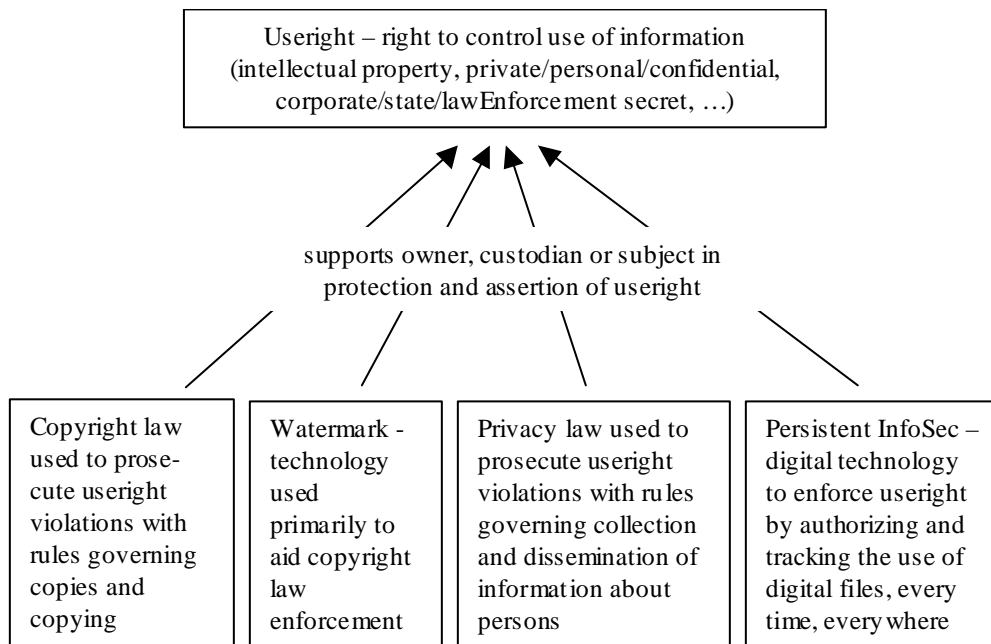 Useright – right to control use of information
(intellectual property, private/personal/confidential,
corporate/state/lawEnforcement secret, …)
supports owner, custodian or subject in
protection and assertion of useright
Copyright law
used to prose-
cute useright
violations with
rules governing
copies and
copying
Watermark -
technology
used
primarily to
aid copyright
law
enforcement
Privacy law used to
prosecute useright
violations with rules
governing collection
and dissemination of
information about
persons
Persistent InfoSec –
digital technology
to enforce useright
by authorizing and
tracking the use of
digital files, every
time, everywhere